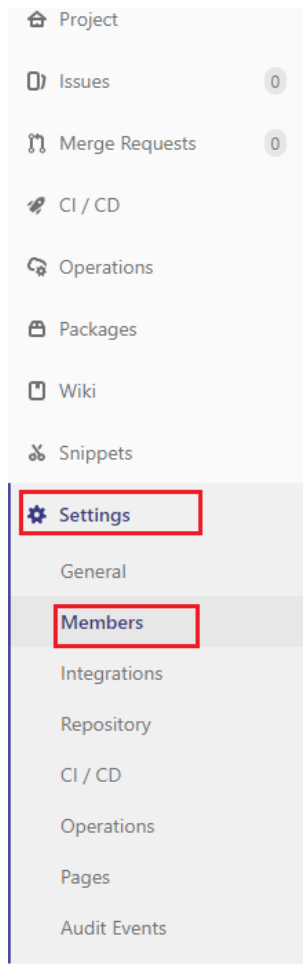 Project
Issues 0
Merge Requests 0
CI / CD
Operations
Packages
Wiki
Snippets
Settings
General
Members
Integrations
Repository
CI / CD
Operations
Pages
Audit Events